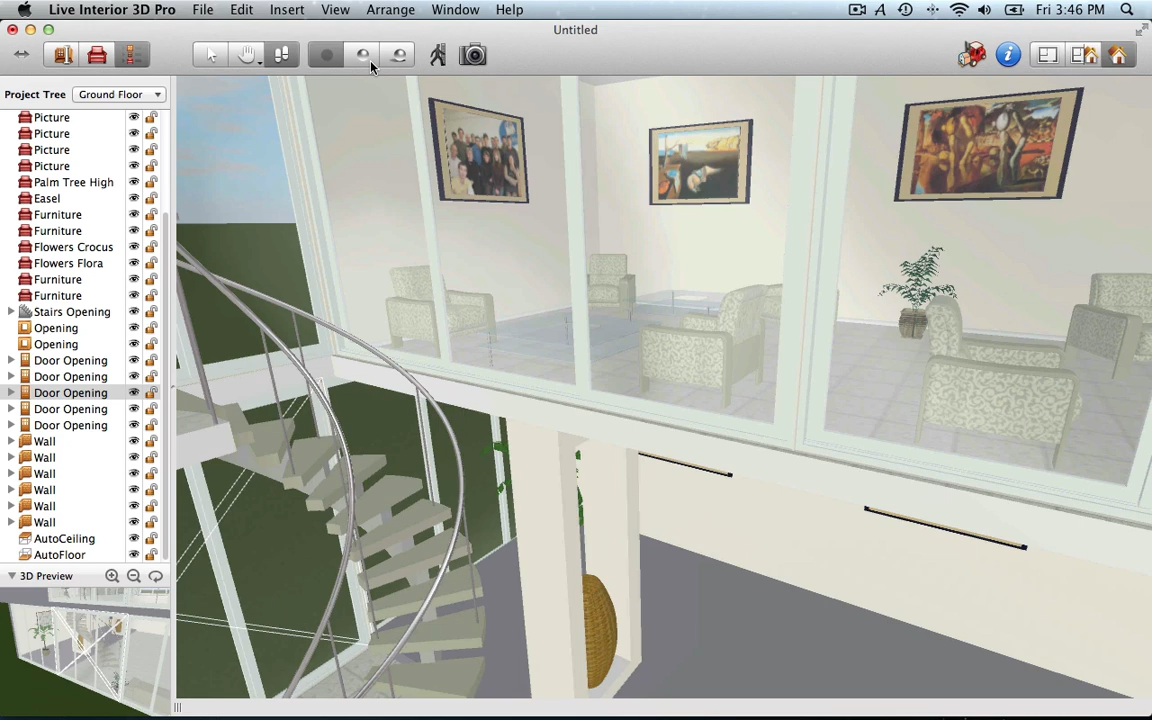 Live Interior 3D Pro File Edit Insert View Arrange Window Help Fri 3:46 PM
Untitled
Project Tree Ground Floor
Picture
Picture
Picture
Picture
Palm Tree High
Easel
Furniture
Furniture
Flowers Crocus
Flowers Flora
Furniture
Furniture
Stairs Opening
Opening
Opening
Door Opening
Door Opening
Door Opening
Door Opening
Door Opening
Wall
Wall
Wall
Wall
Wall
Wall
AutoCeiling
AutoFloor
3D Preview